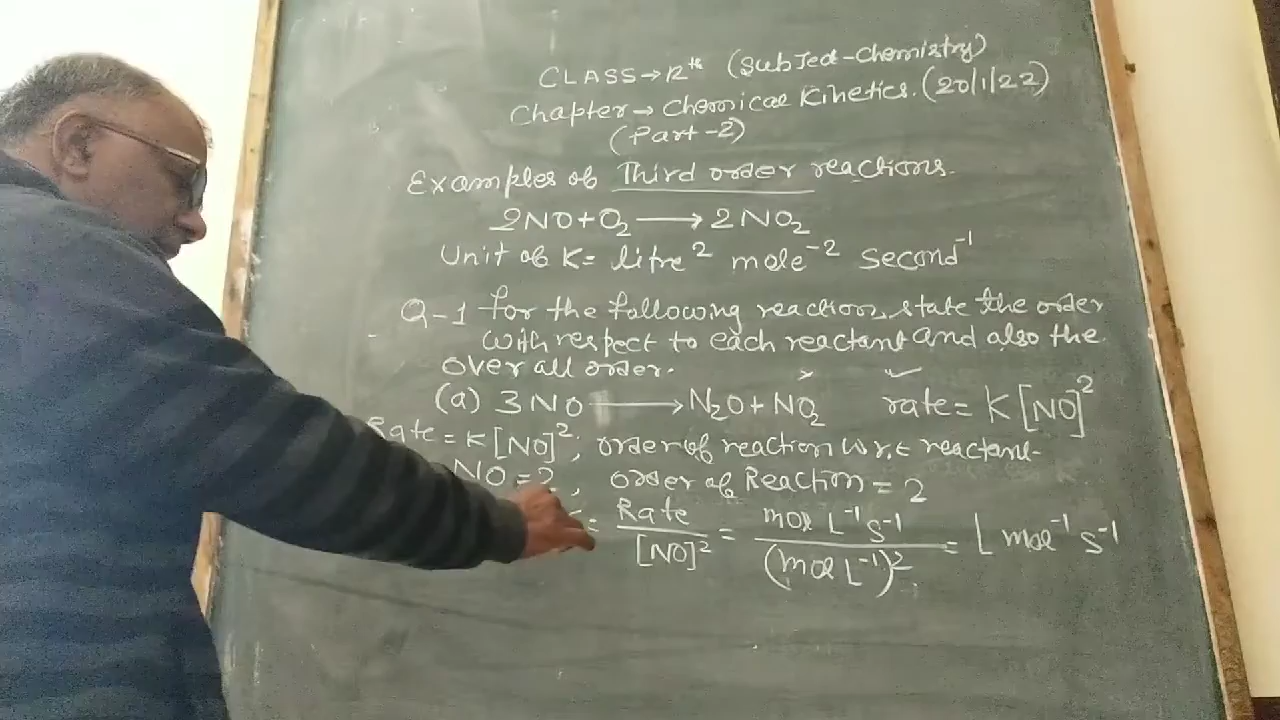 CLASS→12th (Subject-Chemistry)
Chapter→Chemical Kinetics. (20/1/22)
(Part-2)
Examples of Third order reactions.
2NO+O₂ ⟶ 2NO₂
Unit of K= litre² mole⁻² second⁻¹
Q-1 for the following reactions, state the order
with respect to each reactant and also the
over all order.
(a) 3NO ⟶ N₂O+NO₂ rate= K[NO]²
Rate=K[NO]²; order of reaction w.r.t reactant-
NO=2, order of Reaction = 2
= Rate/[NO]² = mol L⁻¹ s⁻¹/(mol L⁻¹)² = L mol⁻¹ s⁻¹